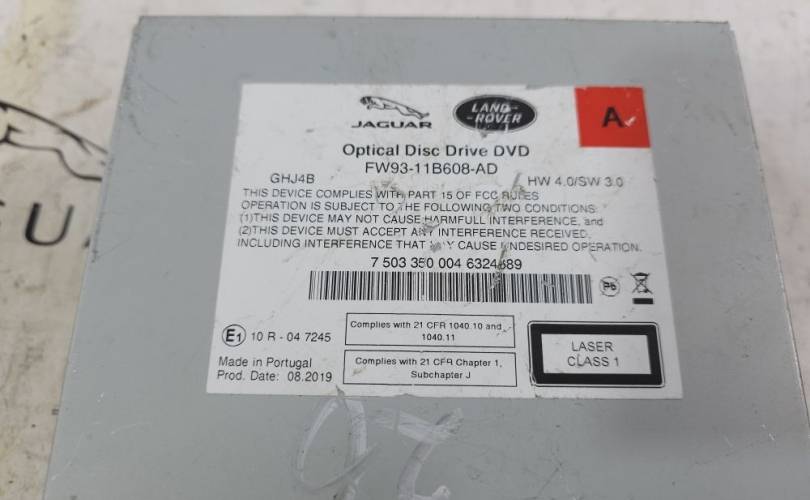 JAGUAR
LAND-
ROVER
A
Optical Disc Drive DVD
FW93-11B608-AD
GHJ4B
HW 4.0/SW 3.0
THIS DEVICE COMPLIES WITH PART 15 OF FCC RULES
OPERATION IS SUBJECT TO THE FOLLOWING TWO CONDITIONS:
(1)THIS DEVICE MAY NOT CAUSE HARMFULL INTERFERENCE, and
(2)THIS DEVICE MUST ACCEPT ANY INTERFERENCE RECEIVED,
INCLUDING INTERFERENCE THAT MAY CAUSE UNDESIRED OPERATION.
7 503 350 004 6324689
Pb
E1 10 R - 04 7245
Complies with 21 CFR 1040.10 and
1040.11
Complies with 21 CFR Chapter 1,
Subchapter J
LASER
CLASS 1
Made in Portugal
Prod. Date: 08.2019
GU